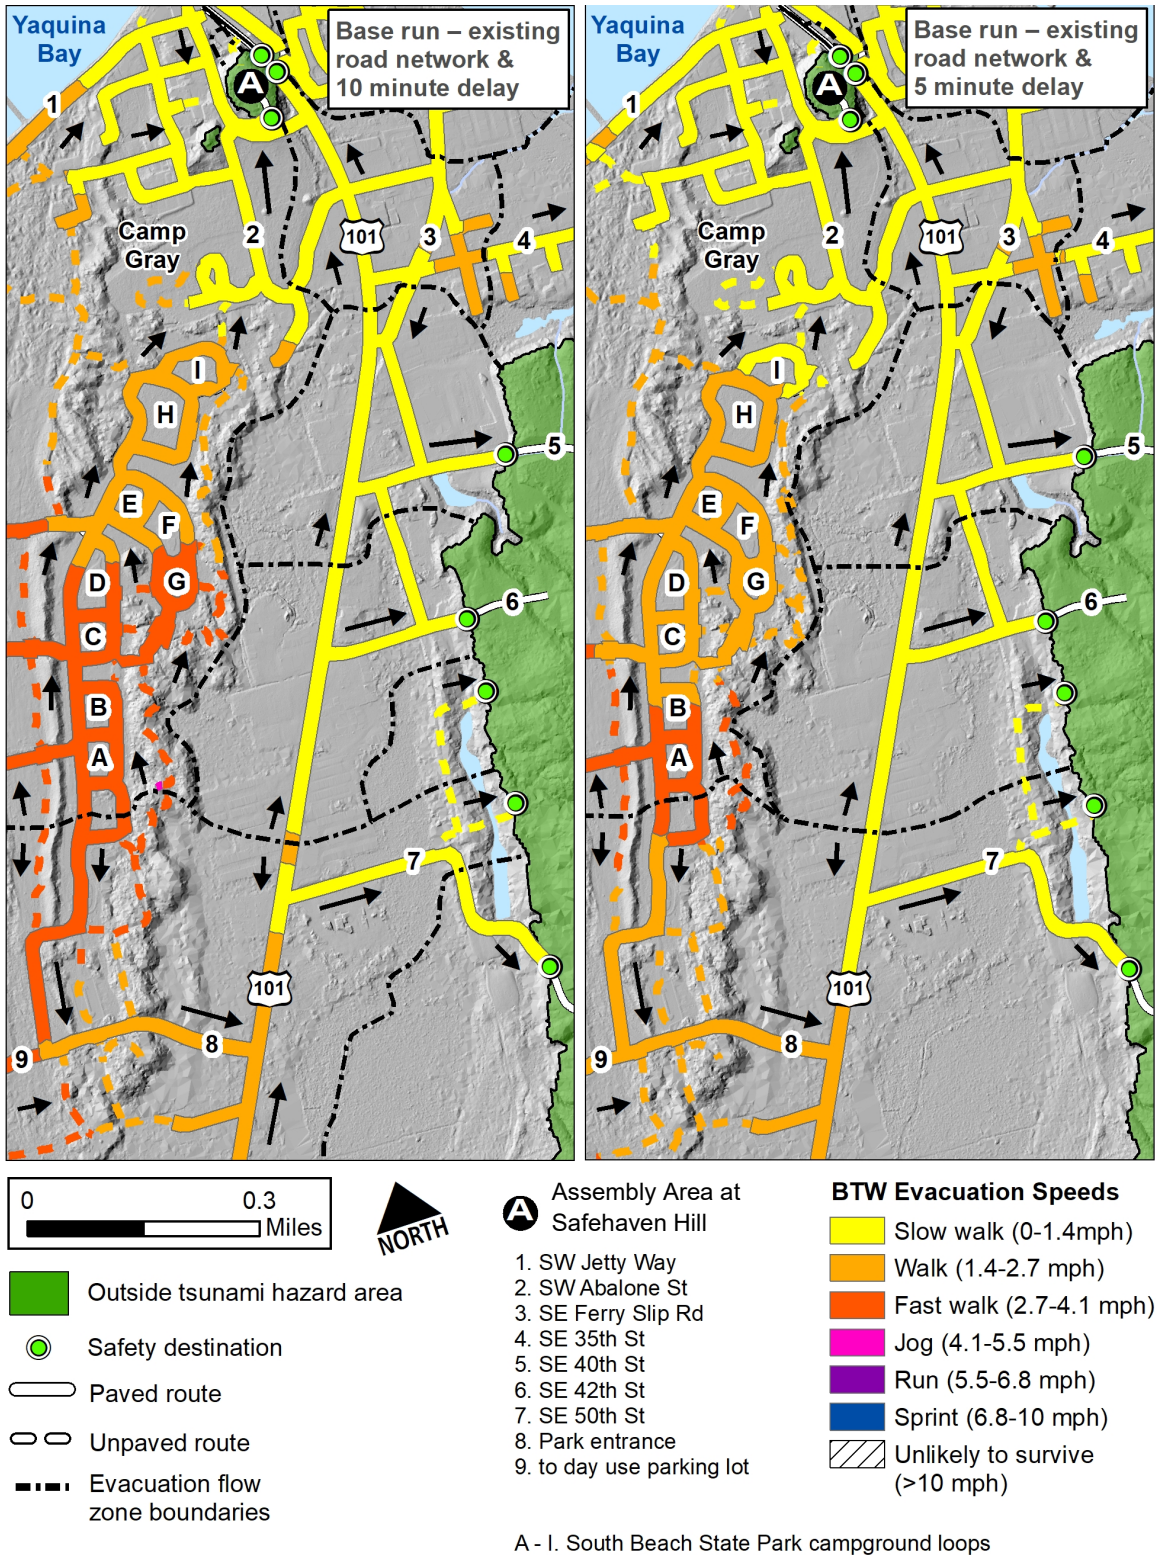 Yaquina
Bay
Base run – existing
road network &
10 minute delay
A
1
Camp
Gray
2
101
3
4
I
H
5
E
F
D
G
6
C
B
A
7
101
8
9
Yaquina
Bay
Base run – existing
road network &
5 minute delay
A
1
Camp
Gray
2
101
3
4
I
H
5
E
F
D
G
6
C
B
A
7
101
8
9
0 0.3
Miles
NORTH
Outside tsunami hazard area
Safety destination
Paved route
Unpaved route
Evacuation flow
zone boundaries
A
Assembly Area at
Safehaven Hill
1. SW Jetty Way
2. SW Abalone St
3. SE Ferry Slip Rd
4. SE 35th St
5. SE 40th St
6. SE 42th St
7. SE 50th St
8. Park entrance
9. to day use parking lot
A - I. South Beach State Park campground loops
BTW Evacuation Speeds
Slow walk (0-1.4mph)
Walk (1.4-2.7 mph)
Fast walk (2.7-4.1 mph)
Jog (4.1-5.5 mph)
Run (5.5-6.8 mph)
Sprint (6.8-10 mph)
Unlikely to survive
(>10 mph)